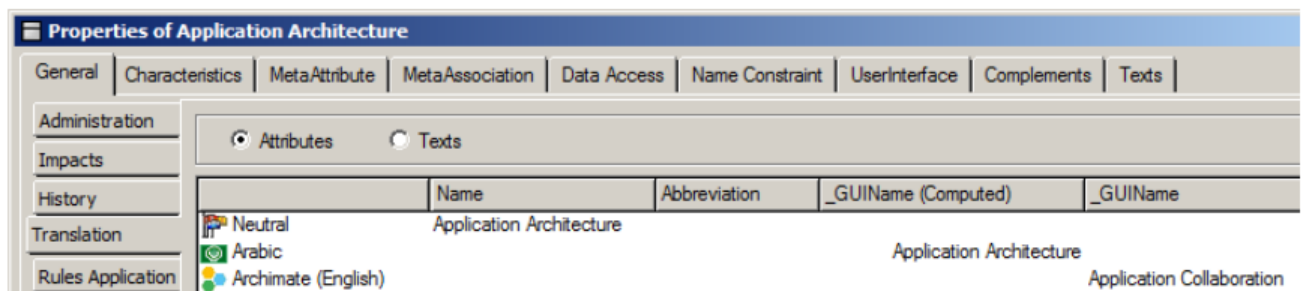 Properties of Application Architecture
General Characteristics MetaAttribute MetaAssociation Data Access Name Constraint UserInterface Complements Texts
Administration
Attributes Texts
Impacts
History
Name Abbreviation _GUIName (Computed) _GUIName
Translation
Neutral Application Architecture
Arabic Application Architecture
Rules Application
Archimate (English) Application Collaboration